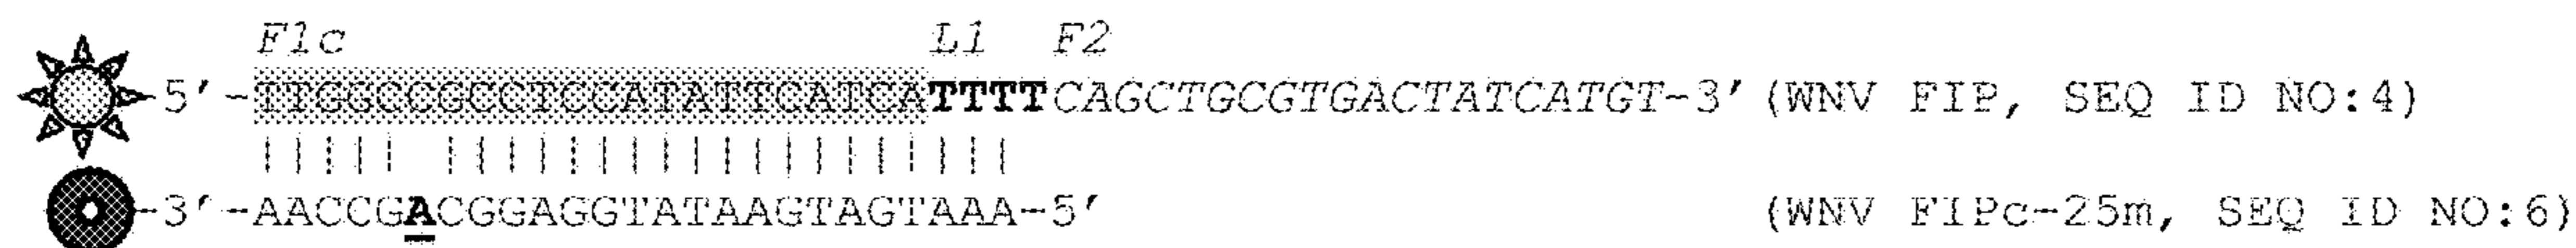 F1c L1 F2
5'-TTGGCCGCCTCCATATTCATCATTTTCAGCTGCGTGACTATCATGT-3' (WNV FIP, SEQ ID NO:4)
3'-AACCGACGGAGGTATAAGTAGTAAA-5' (WNV FIPc-25m, SEQ ID NO:6)